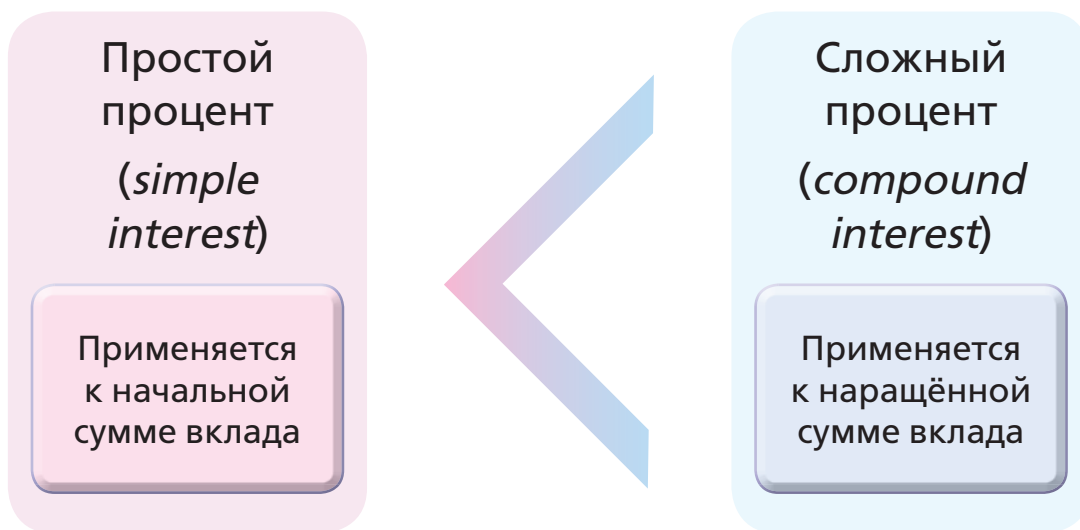 Простой
процент
(simple
interest)
Применяется
к начальной
сумме вклада
Сложный
процент
(compound
interest)
Применяется
к наращённой
сумме вклада